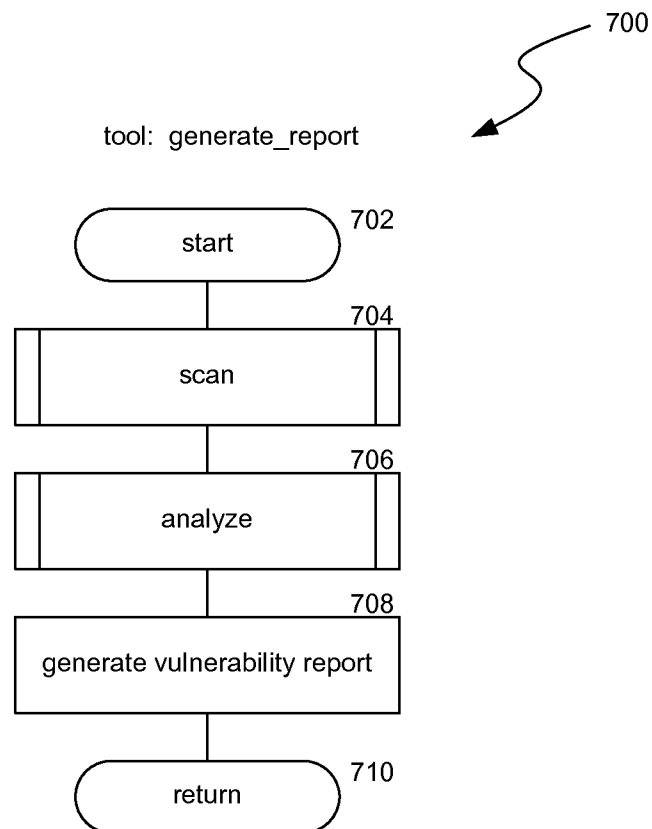 700
tool: generate_report
702
start
704
scan
706
analyze
708
generate vulnerability report
710
return